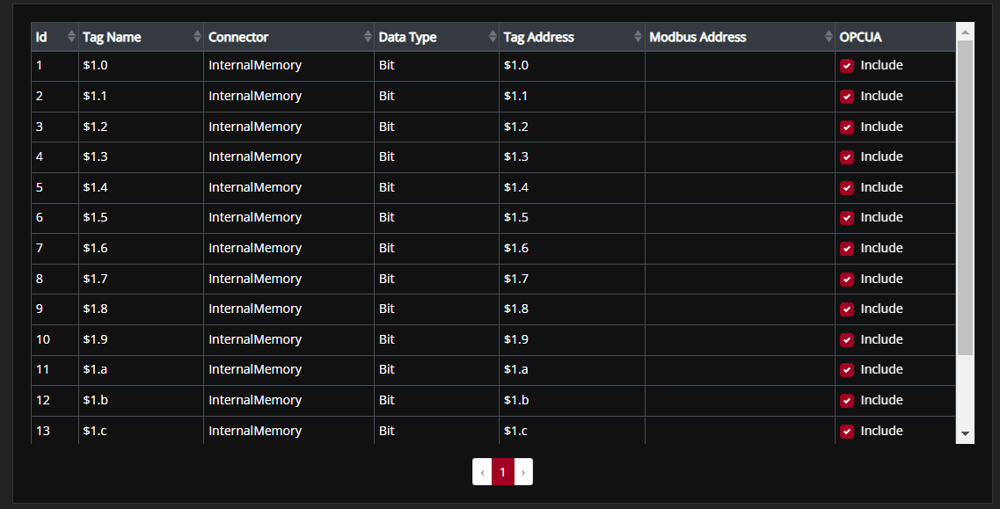 Id Tag Name Connector Data Type Tag Address Modbus Address OPCUA
1 $1.0 InternalMemory Bit $1.0 Include
2 $1.1 InternalMemory Bit $1.1 Include
3 $1.2 InternalMemory Bit $1.2 Include
4 $1.3 InternalMemory Bit $1.3 Include
5 $1.4 InternalMemory Bit $1.4 Include
6 $1.5 InternalMemory Bit $1.5 Include
7 $1.6 InternalMemory Bit $1.6 Include
8 $1.7 InternalMemory Bit $1.7 Include
9 $1.8 InternalMemory Bit $1.8 Include
10 $1.9 InternalMemory Bit $1.9 Include
11 $1.a InternalMemory Bit $1.a Include
12 $1.b InternalMemory Bit $1.b Include
13 $1.c InternalMemory Bit $1.c Include
‹ 1 ›